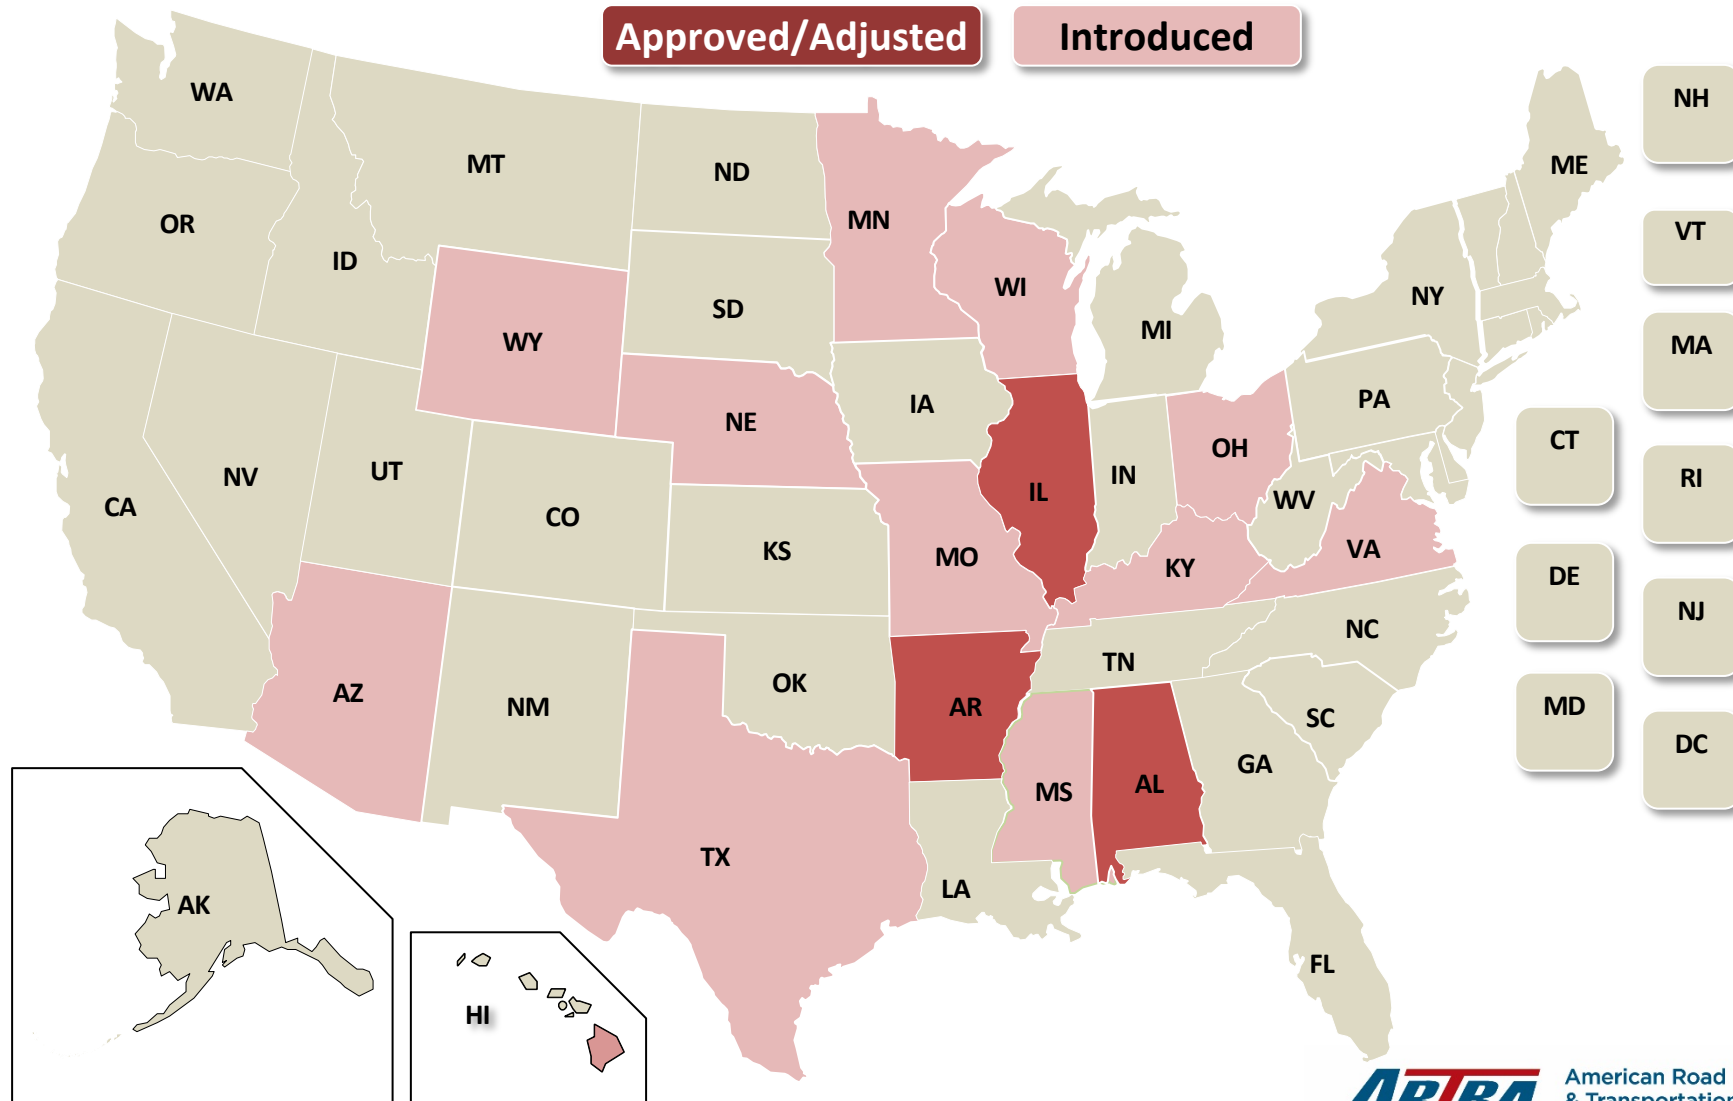 Approved/Adjusted
Introduced
WA
MT
ND
MN
OR
ID
WY
SD
WI
MI
NY
ME
NH
VT
MA
CT
RI
DE
NJ
MD
DC
NV
UT
CA
CO
NE
KS
IA
IL
IN
OH
PA
WV
VA
KY
MO
NC
TN
SC
AZ
NM
OK
AR
TX
MS
AL
GA
LA
FL
AK
HI
ARTBA
American Road
& Transportation